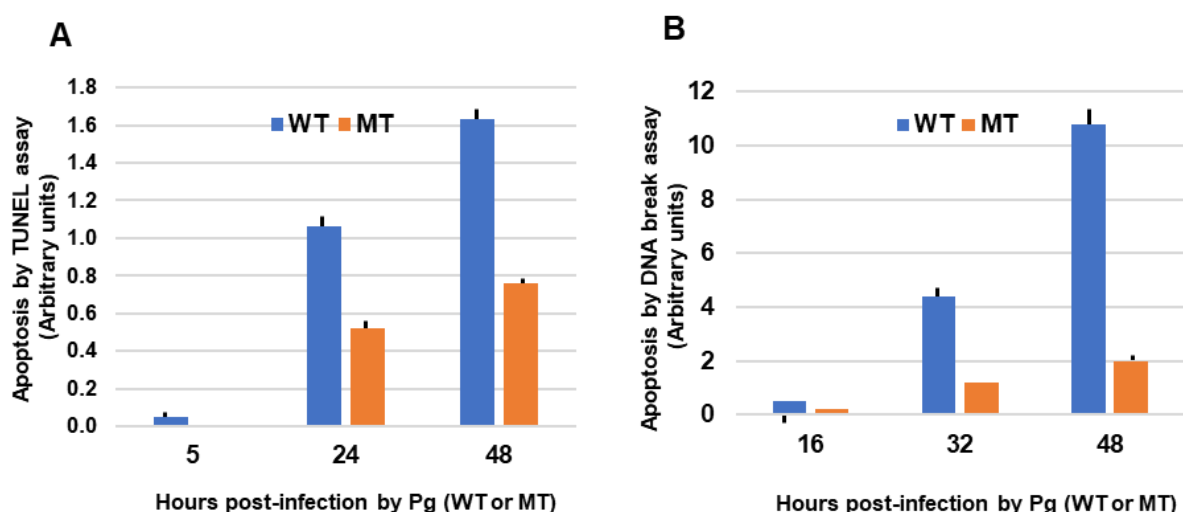 A
Apoptosis by TUNEL assay
(Arbitrary units)
1.8
1.6
1.4
1.2
1.0
0.8
0.6
0.4
0.2
0.0
WT MT
5 24 48
Hours post-infection by Pg (WT or MT)
B
Apoptosis by DNA break assay
(Arbitrary units)
12
10
8
6
4
2
0
WT MT
16 32 48
Hours post-infection by Pg (WT or MT)